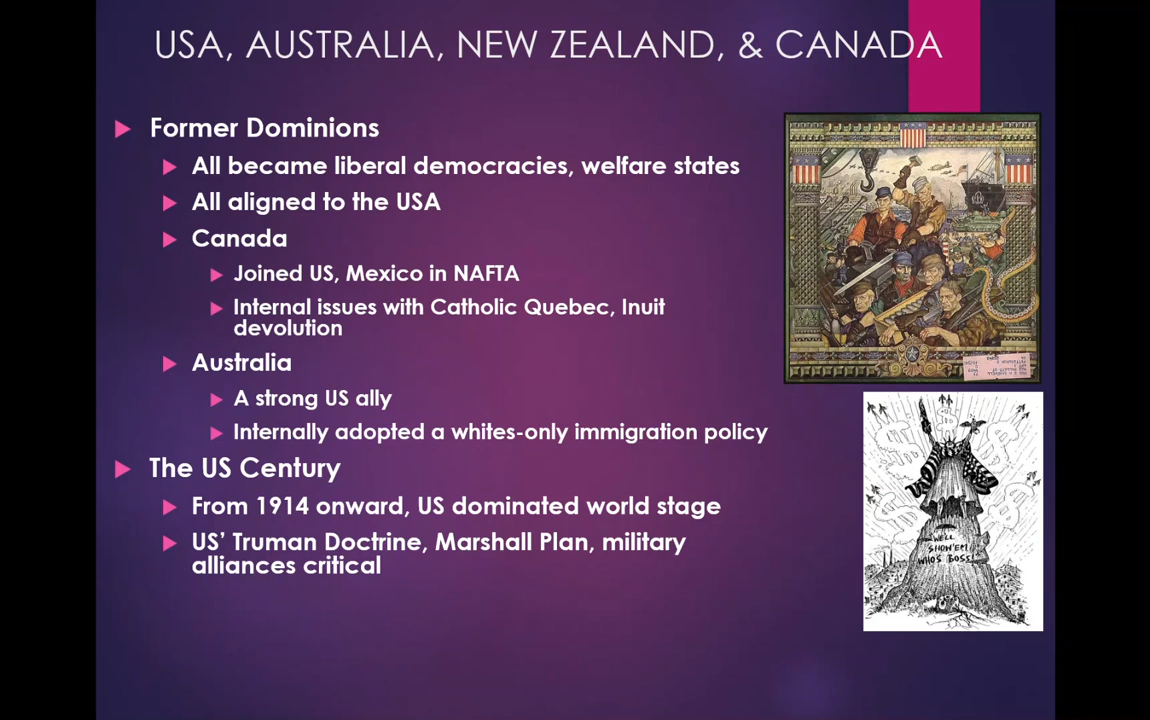 USA, AUSTRALIA, NEW ZEALAND, & CANADA
Former Dominions
All became liberal democracies, welfare states
All aligned to the USA
Canada
Joined US, Mexico in NAFTA
Internal issues with Catholic Quebec, Inuit
devolution
Australia
A strong US ally
Internally adopted a whites-only immigration policy
The US Century
From 1914 onward, US dominated world stage
US’ Truman Doctrine, Marshall Plan, military
alliances critical
WE'LL
SHOW'EM
WHO'S BOSS!